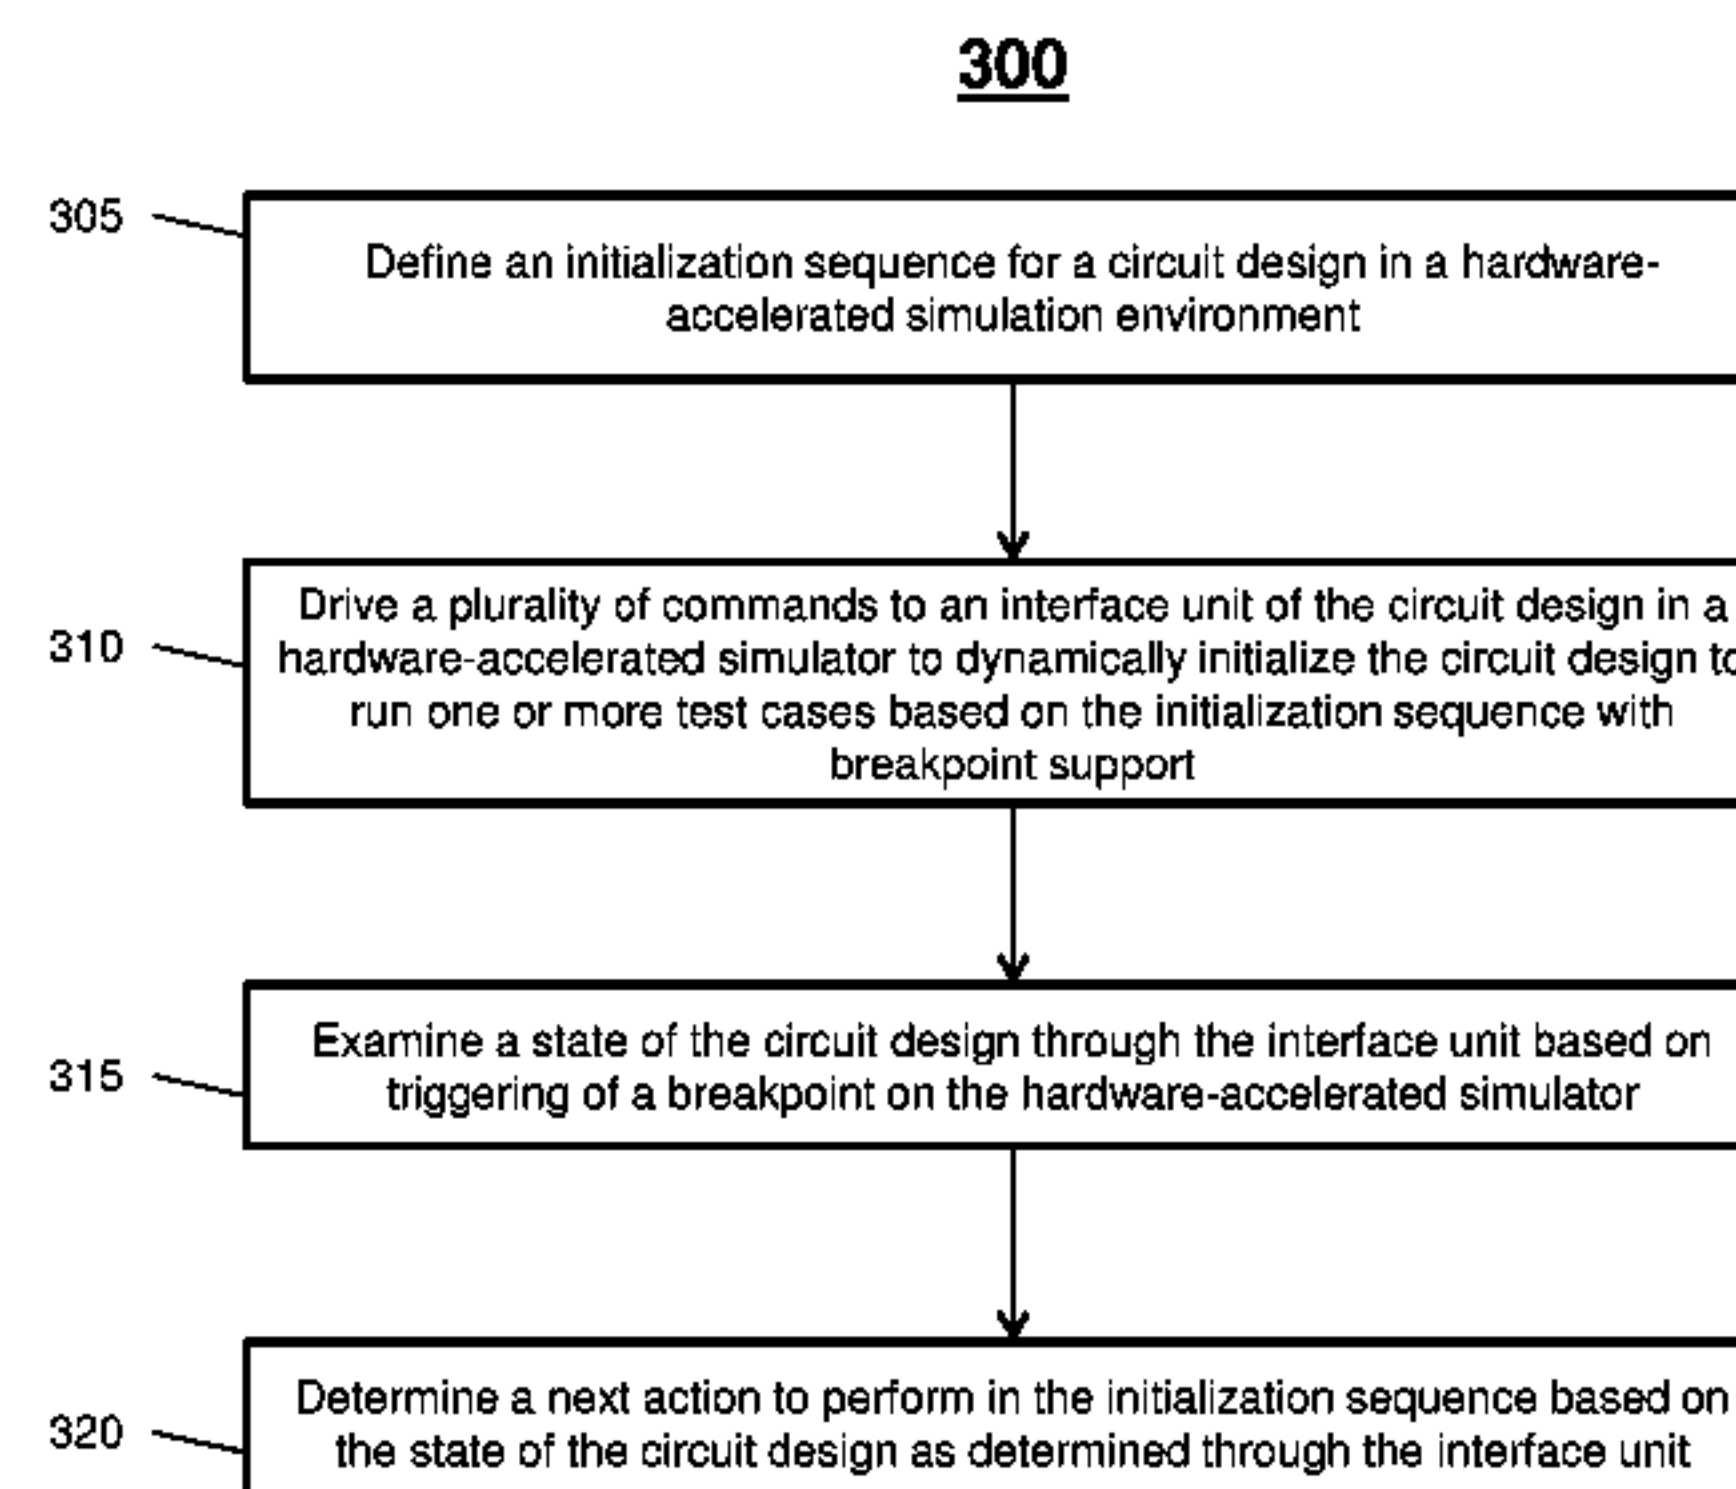 300
305
Define an initialization sequence for a circuit design in a hardware-
accelerated simulation environment
310
Drive a plurality of commands to an interface unit of the circuit design in a
hardware-accelerated simulator to dynamically initialize the circuit design to
run one or more test cases based on the initialization sequence with
breakpoint support
315
Examine a state of the circuit design through the interface unit based on
triggering of a breakpoint on the hardware-accelerated simulator
320
Determine a next action to perform in the initialization sequence based on
the state of the circuit design as determined through the interface unit